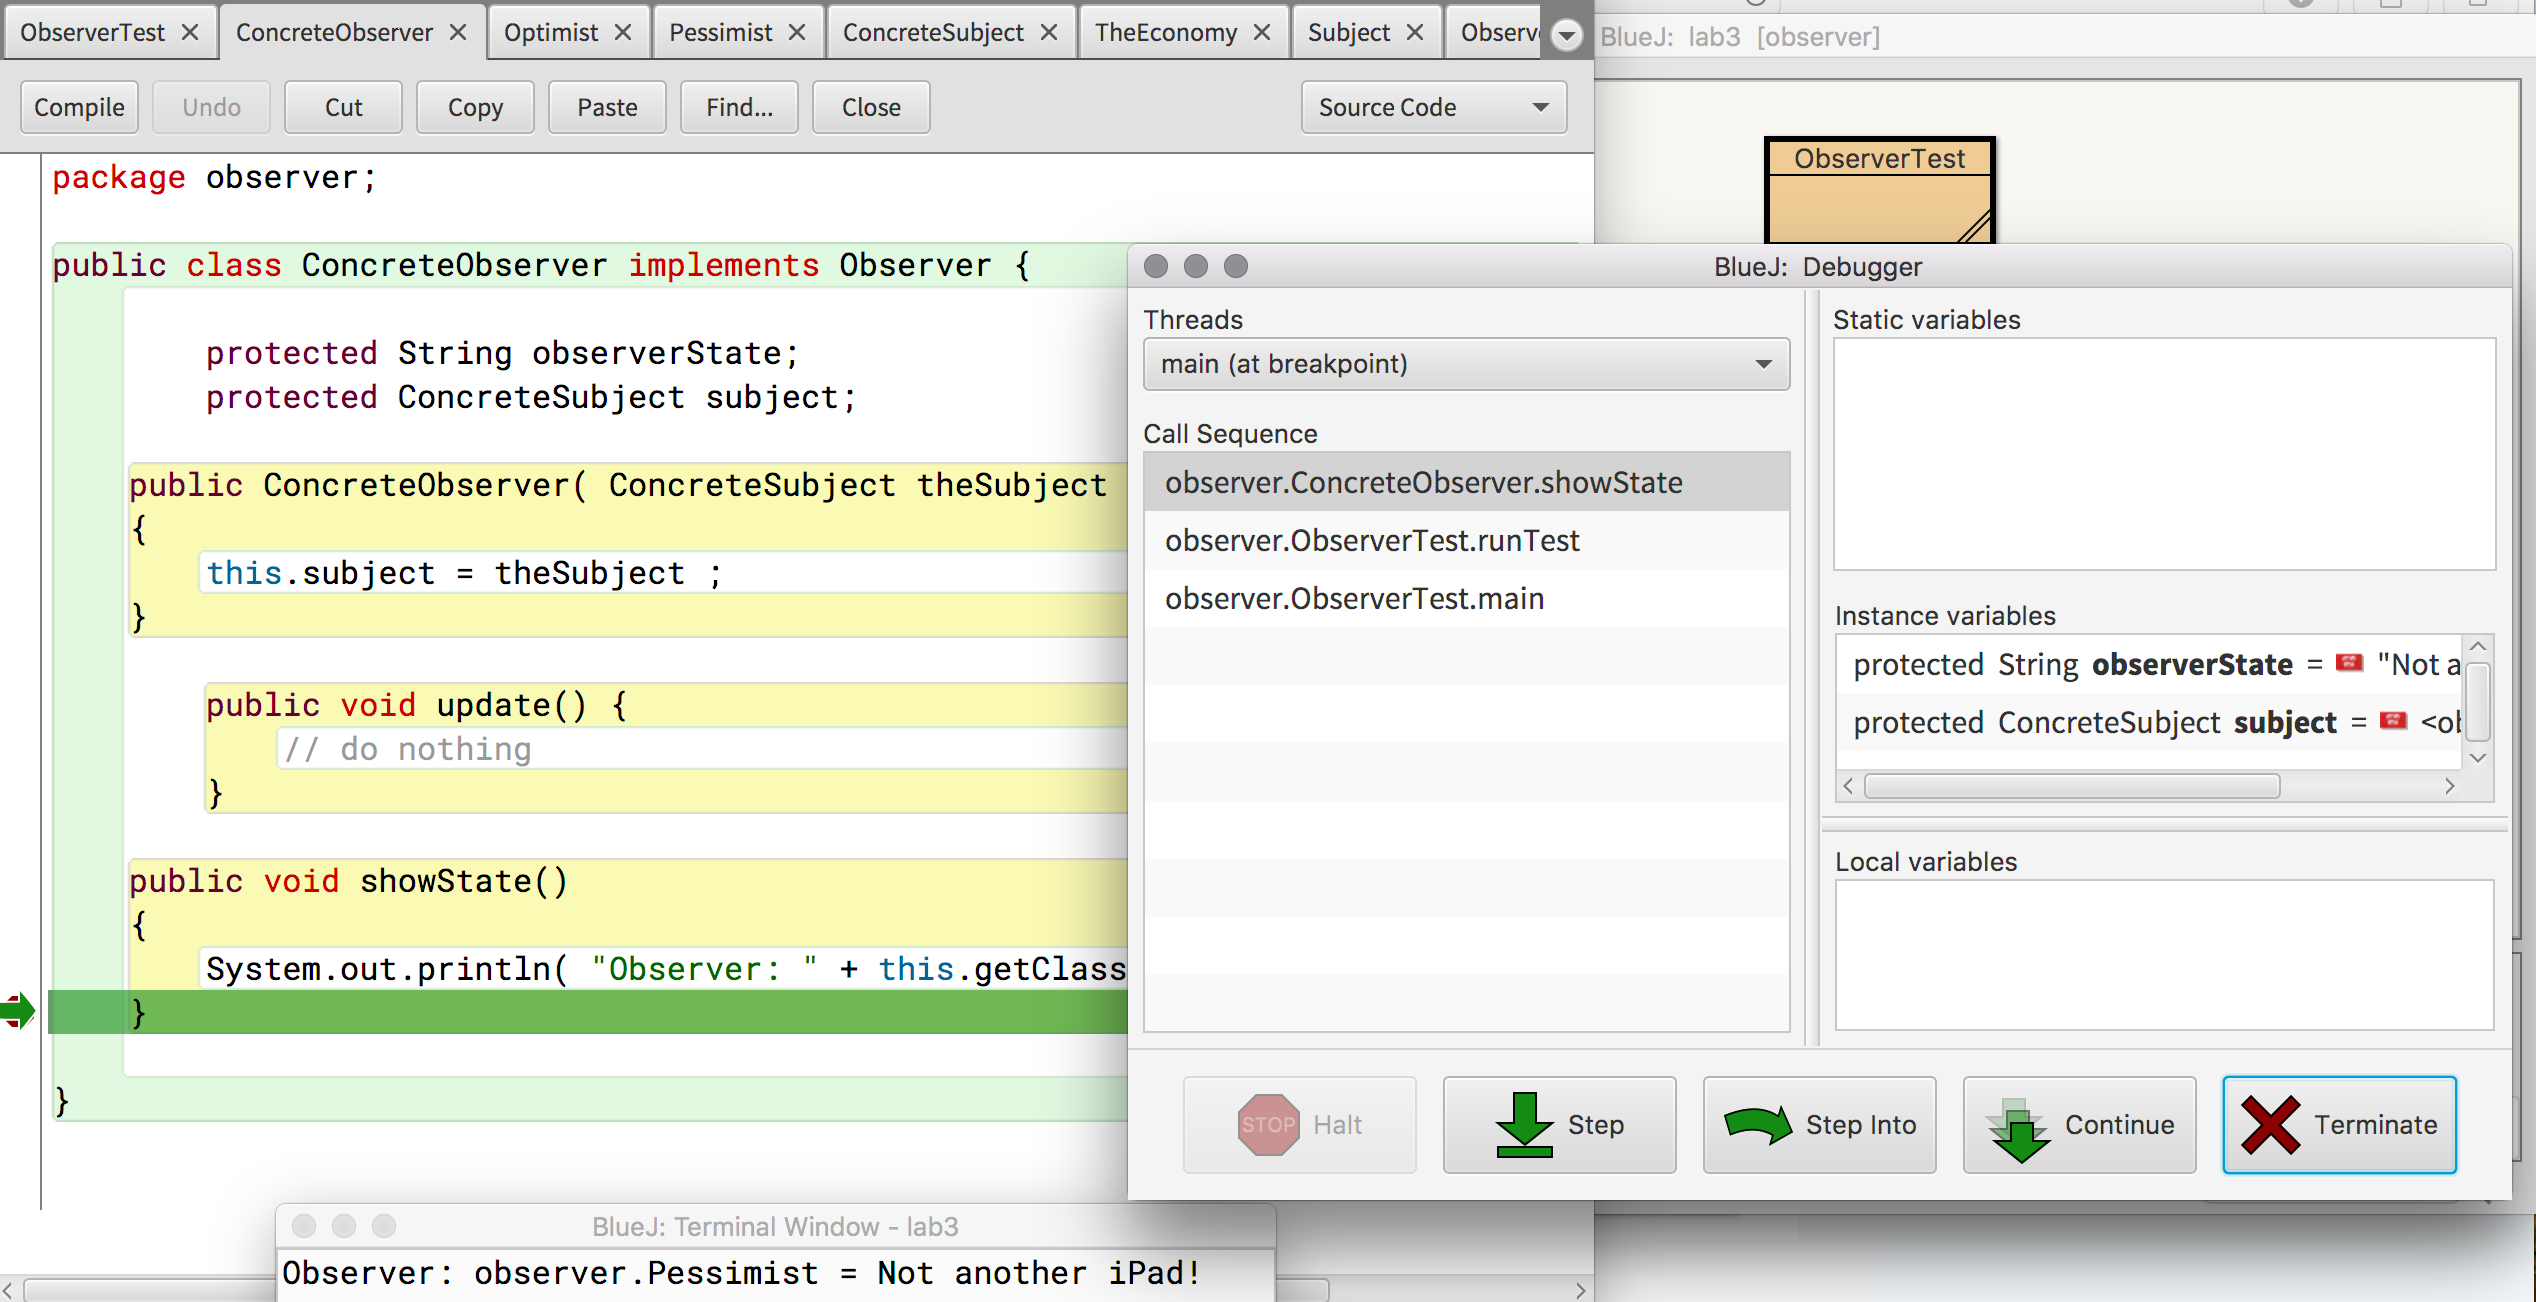 ObserverTest
ConcreteObserver
Optimist
Pessimist
ConcreteSubject
TheEconomy
Subject
BlueJ: lab3 [observer]
Compile
Undo
Cut
Copy
Paste
Find...
Close
Source Code
package observer;
public class ConcreteObserver implements Observer {
protected String observerState;
protected ConcreteSubject subject;
public ConcreteObserver( ConcreteSubject theSubject
{
this.subject = theSubject ;
}
public void update() {
// do nothing
}
public void showState()
{
System.out.println( "Observer: " + this.getClass
}
}
ObserverTest
BlueJ: Debugger
Threads
main (at breakpoint)
Call Sequence
observer.ConcreteObserver.showState
observer.ObserverTest.runTest
observer.ObserverTest.main
Static variables
Instance variables
protected String observerState = "Not a
protected ConcreteSubject subject = <ob
Local variables
STOP Halt
Step
Step Into
Continue
Terminate
BlueJ: Terminal Window - lab3
Observer: observer.Pessimist = Not another iPad!